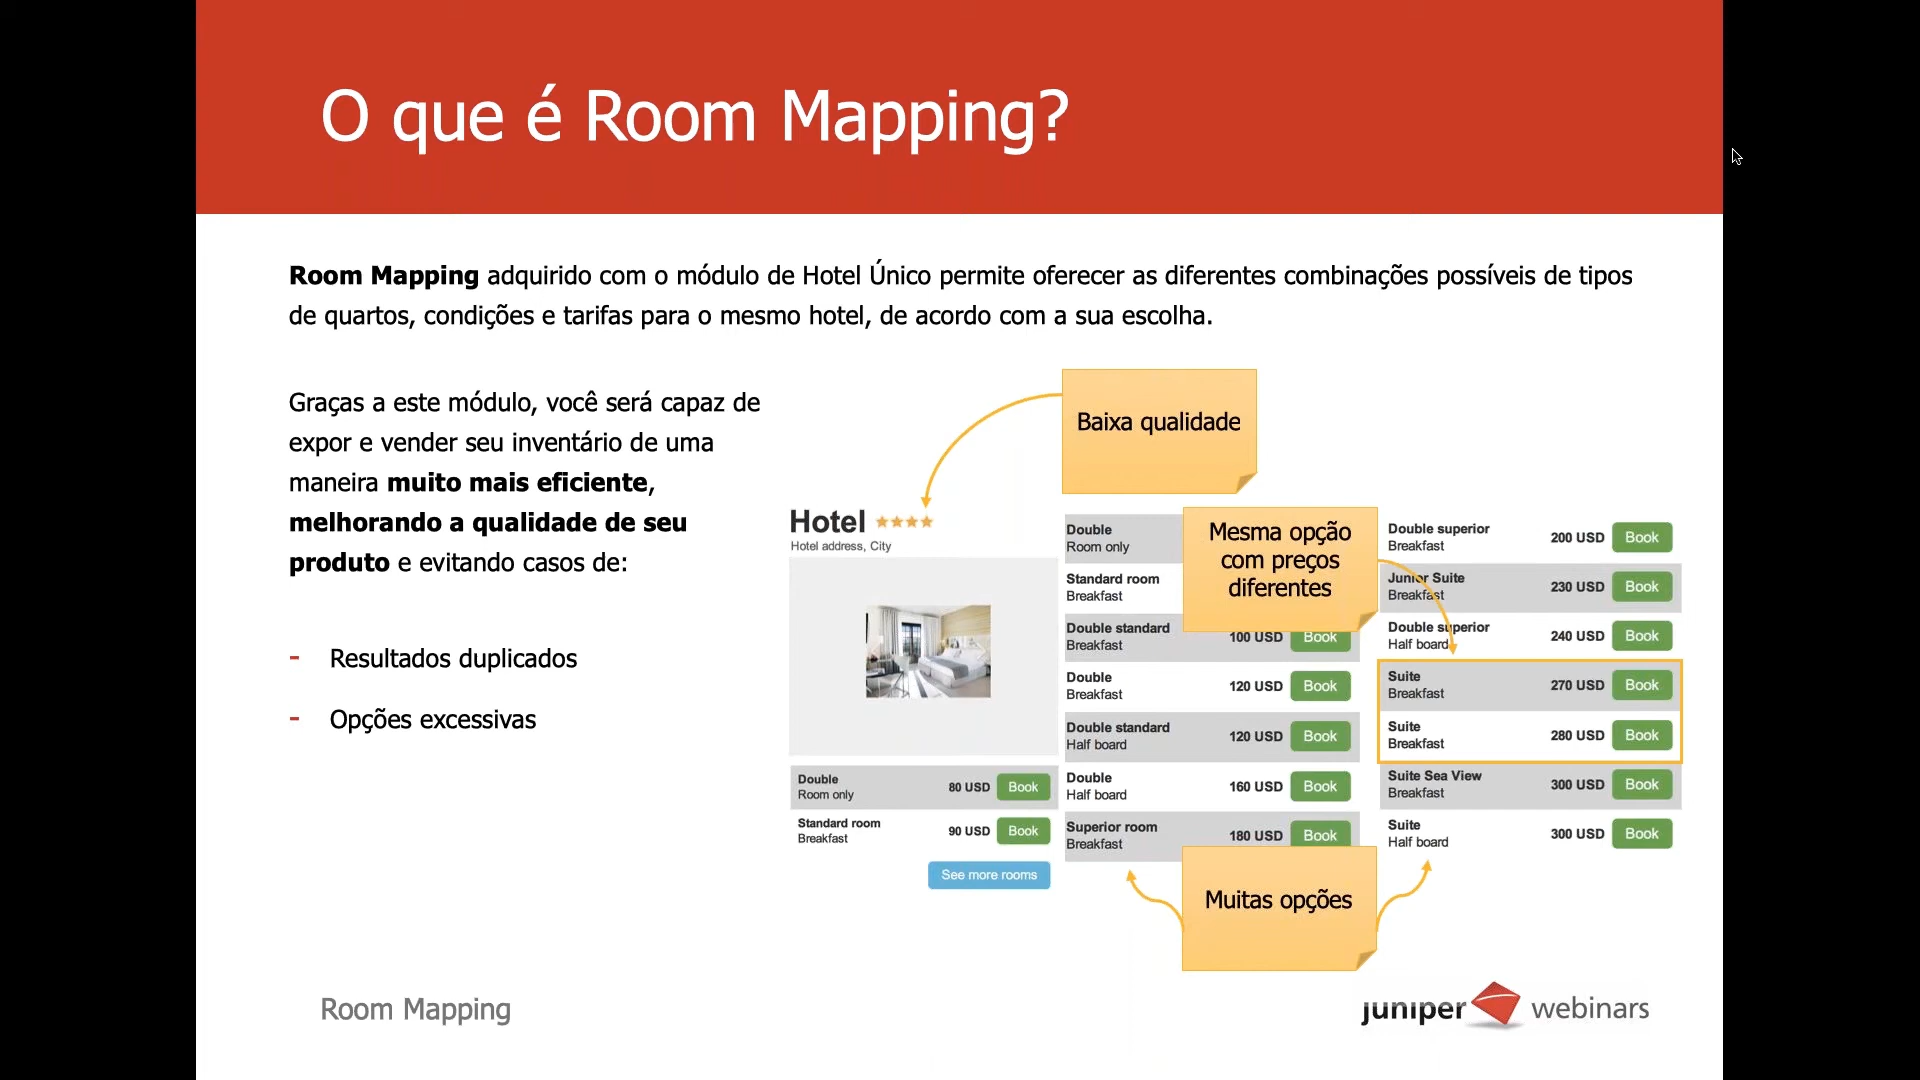 O que é Room Mapping?
Room Mapping adquirido com o módulo de Hotel Único permite oferecer as diferentes combinações possíveis de tipos
de quartos, condições e tarifas para o mesmo hotel, de acordo com a sua escolha.
Graças a este módulo, você será capaz de
expor e vender seu inventário de uma
maneira muito mais eficiente,
melhorando a qualidade de seu
produto e evitando casos de:
- Resultados duplicados
- Opções excessivas
Baixa qualidade
Hotel
Hotel address, City
Double
Room only
80 USD Book
Standard room
Breakfast
90 USD Book
See more rooms
Mesma opção
com preços
diferentes
Double
Room only
Standard room
Breakfast
Double standard
Breakfast
100 USD Book
Double
Breakfast
120 USD Book
Double standard
Half board
120 USD Book
Double
Half board
160 USD Book
Superior room
Breakfast
180 USD Book
Double superior
Breakfast
200 USD Book
Junior Suite
Breakfast
230 USD Book
Double superior
Half board
240 USD Book
Suite
Breakfast
270 USD Book
Suite
Breakfast
280 USD Book
Suite Sea View
Breakfast
300 USD Book
Suite
Half board
300 USD Book
Muitas opções
Room Mapping
juniper webinars